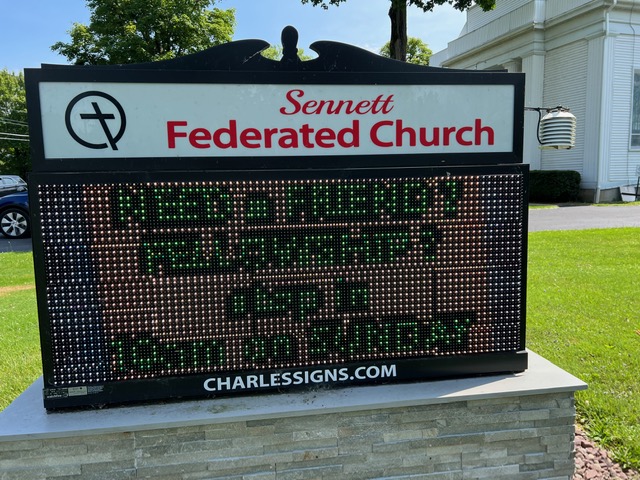 Sennett
Federated Church
NEED a FRIEND?
FELLOWSHIP?
stop in
10am on SUNDAY
CHARLESSIGNS.COM